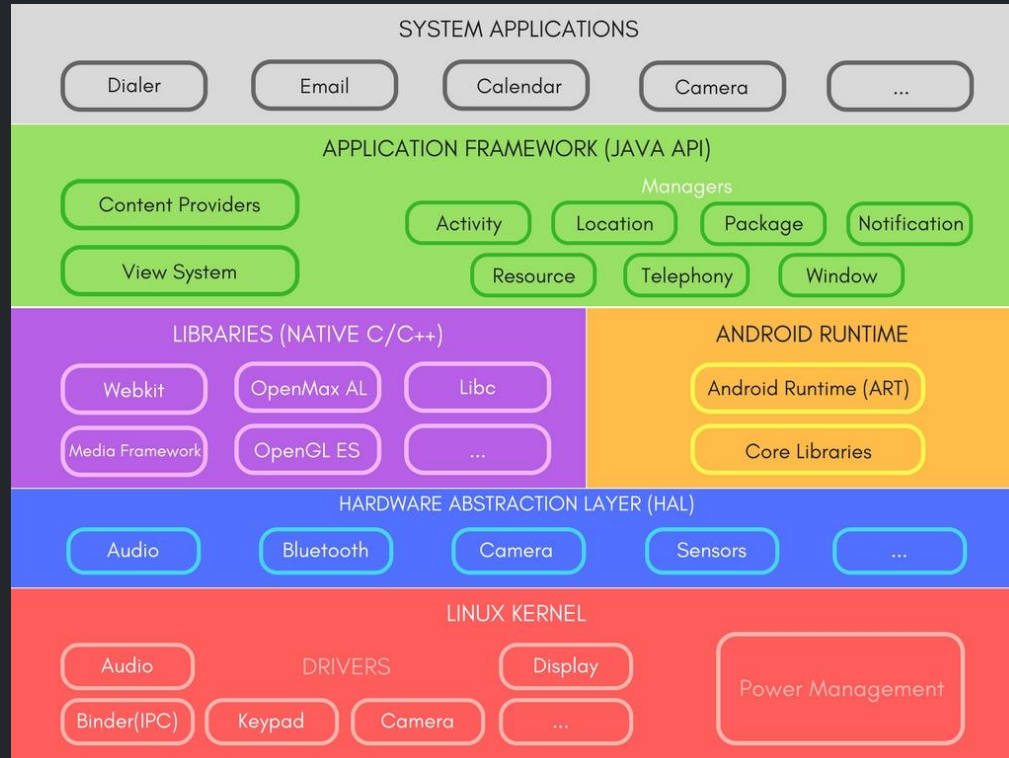 SYSTEM APPLICATIONS
Dialer
Email
Calendar
Camera
...
APPLICATION FRAMEWORK (JAVA API)
Content Providers
View System
Managers
Activity
Location
Package
Notification
Resource
Telephony
Window
LIBRARIES (NATIVE C/C++)
Webkit
OpenMax AL
Libc
Media Framework
OpenGL ES
...
ANDROID RUNTIME
Android Runtime (ART)
Core Libraries
HARDWARE ABSTRACTION LAYER (HAL)
Audio
Bluetooth
Camera
Sensors
...
LINUX KERNEL
Audio
DRIVERS
Display
Binder(IPC)
Keypad
Camera
...
Power Management